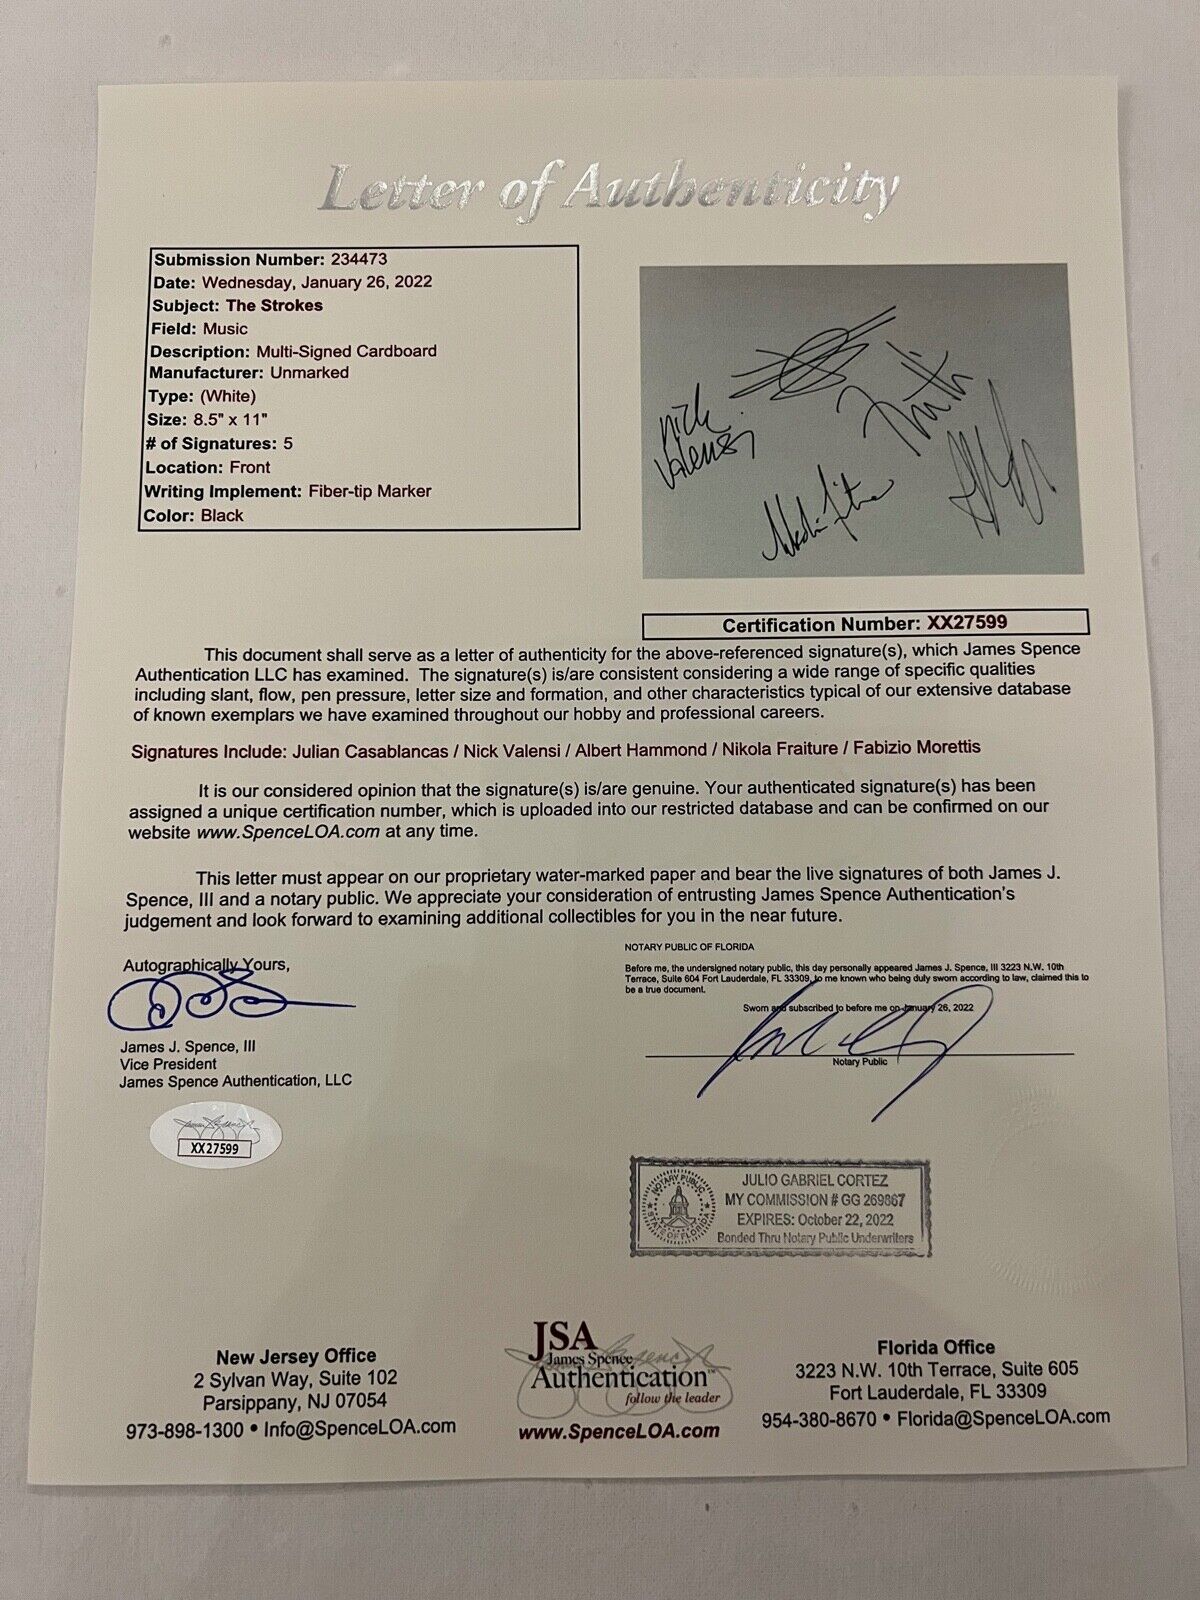 Letter of Authenticity
Submission Number: 234473
Date: Wednesday, January 26, 2022
Subject: The Strokes
Field: Music
Description: Multi-Signed Cardboard
Manufacturer: Unmarked
Type: (White)
Size: 8.5" x 11"
# of Signatures: 5
Location: Front
Writing Implement: Fiber-tip Marker
Color: Black
Nick
Valensi
Certification Number: XX27599
This document shall serve as a letter of authenticity for the above-referenced signature(s), which James Spence
Authentication LLC has examined. The signature(s) is/are consistent considering a wide range of specific qualities
including slant, flow, pen pressure, letter size and formation, and other characteristics typical of our extensive database
of known exemplars we have examined throughout our hobby and professional careers.
Signatures Include: Julian Casablancas / Nick Valensi / Albert Hammond / Nikola Fraiture / Fabizio Morettis
It is our considered opinion that the signature(s) is/are genuine. Your authenticated signature(s) has been
assigned a unique certification number, which is uploaded into our restricted database and can be confirmed on our
website www.SpenceLOA.com at any time.
This letter must appear on our proprietary water-marked paper and bear the live signatures of both James J.
Spence, III and a notary public. We appreciate your consideration of entrusting James Spence Authentication's
judgement and look forward to examining additional collectibles for you in the near future.
Autographically Yours,
James J. Spence, III
Vice President
James Spence Authentication, LLC
XX27599
NOTARY PUBLIC OF FLORIDA
Before me, the undersigned notary public, this day personally appeared James J. Spence, III 3223 N.W. 10th
Terrace, Suite 604 Fort Lauderdale, FL 33309, to me known who being duly sworn according to law, claimed this to
be a true document.
Sworn and subscribed to before me on January 26, 2022
Notary Public
NOTARY PUBLIC
STATE OF FLORIDA
JULIO GABRIEL CORTEZ
MY COMMISSION # GG 269867
EXPIRES: October 22, 2022
Bonded Thru Notary Public Underwriters
New Jersey Office
2 Sylvan Way, Suite 102
Parsippany, NJ 07054
973-898-1300 • Info@SpenceLOA.com
JSA
James Spence
Authentication™
follow the leader
www.SpenceLOA.com
Florida Office
3223 N.W. 10th Terrace, Suite 605
Fort Lauderdale, FL 33309
954-380-8670 • Florida@SpenceLOA.com